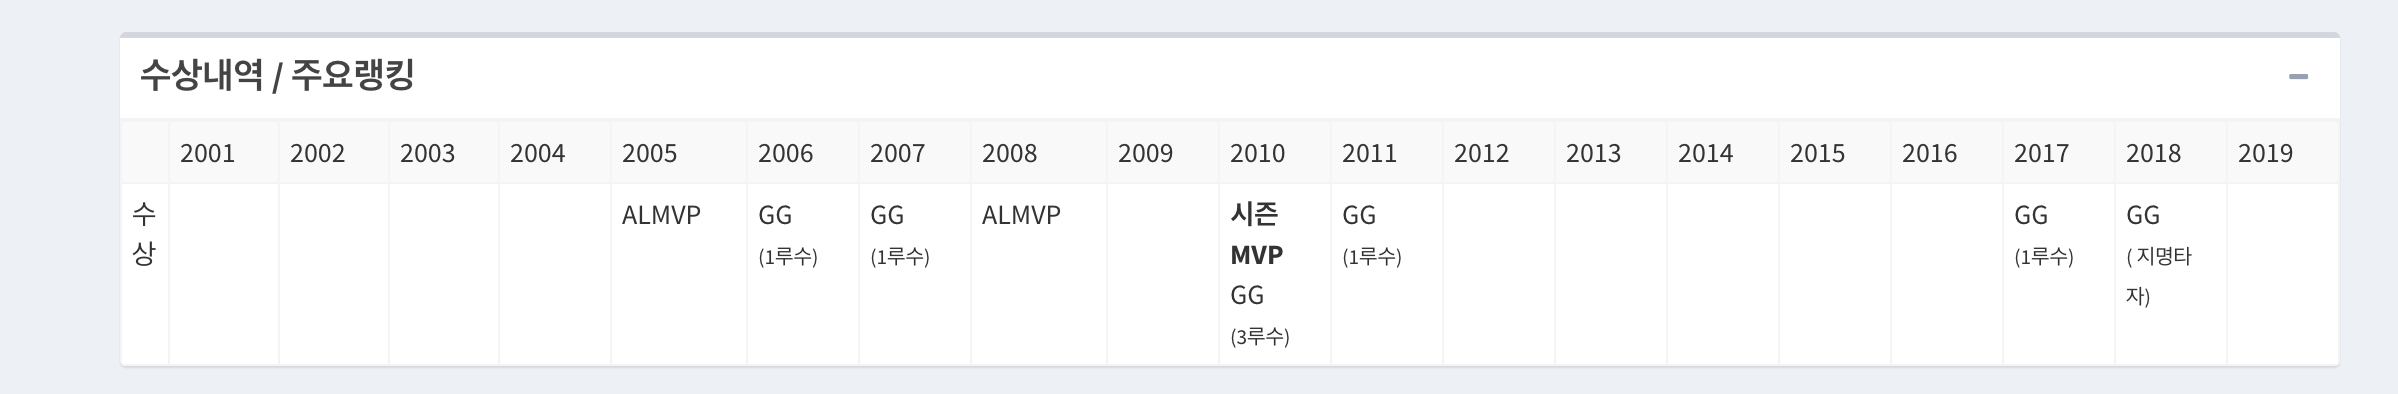 수상내역 / 주요랭킹
2001 2002 2003 2004 2005 2006 2007 2008 2009 2010 2011 2012 2013 2014 2015 2016 2017 2018 2019
수 ALMVP GG GG ALMVP 시즌 GG GG GG
상 (1루수) (1루수) MVP (1루수) (1루수) ( 지명타
GG 자)
(3루수)